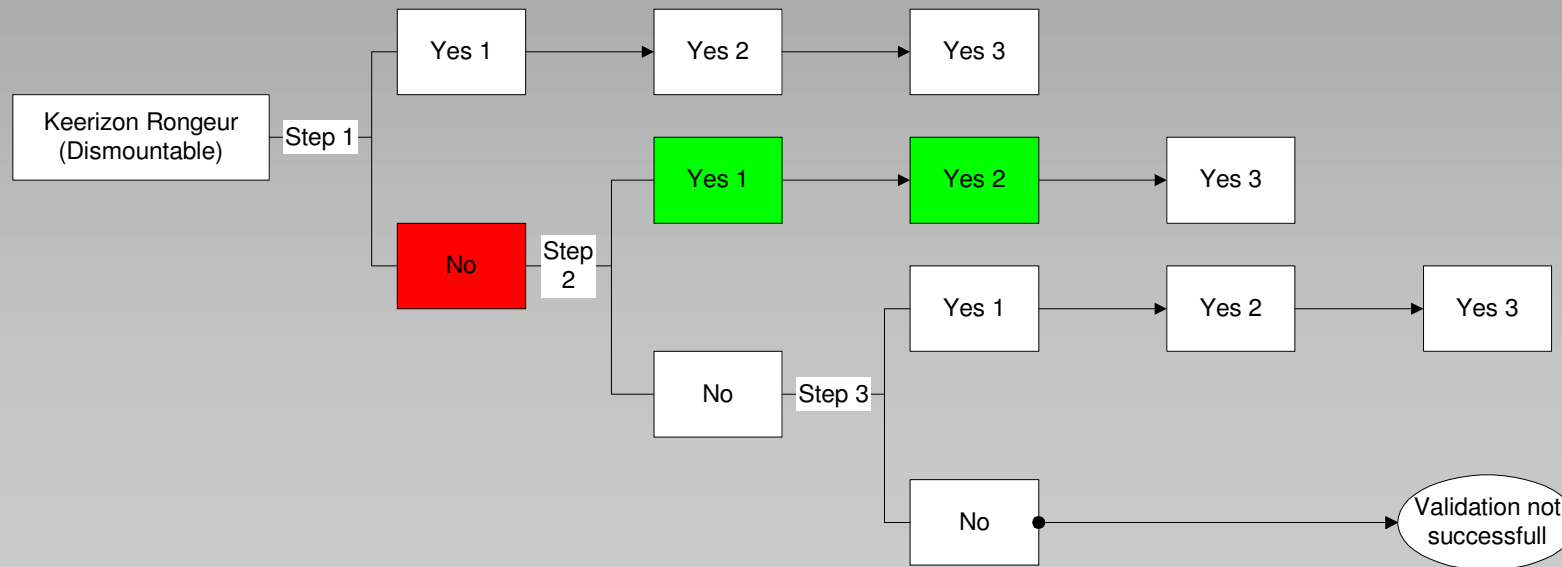 Yes 1
Yes 2
Yes 3
Keerizon Rongeur
(Dismountable)
Step 1
Yes 1
Yes 2
Yes 3
No
Step
2
Yes 1
Yes 2
Yes 3
No
Step 3
No
Validation not
successfull